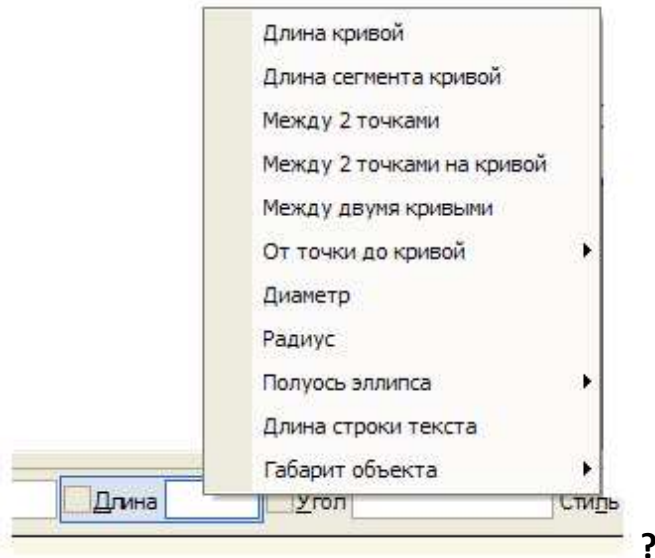 Длина кривой
Длина сегмента кривой
Между 2 точками
Между 2 точками на кривой
Между двумя кривыми
От точки до кривой
Диаметр
Радиус
Полуось эллипса
Длина строки текста
Габарит объекта
Длина Угол Стиль
?